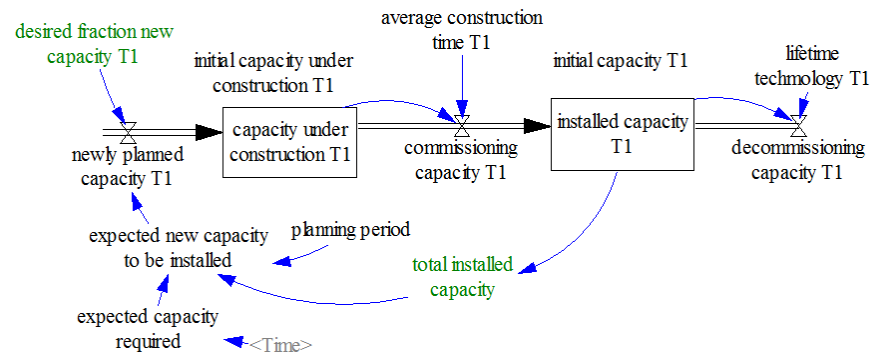 desired fraction new
capacity T1
initial capacity under
construction T1
average construction
time T1
initial capacity T1
lifetime
technology T1
capacity under
construction T1
installed capacity
T1
newly planned
capacity T1
commissioning
capacity T1
decommissioning
capacity T1
expected new capacity
to be installed
planning period
total installed
capacity
expected capacity
required
<Time>